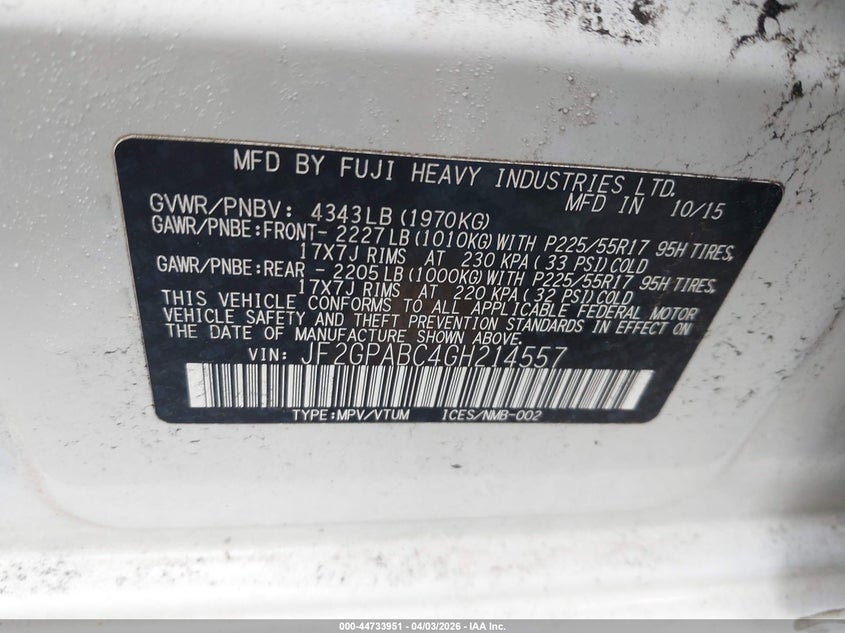 MFD BY FUJI HEAVY INDUSTRIES LTD.
MFD IN 10/15
GVWR/PNBV: 4343LB (1970KG)
GAWR/PNBE:FRONT- 2227LB (1010KG) WITH P225/55R17 95H TIRES,
17X7J RIMS AT 230 KPA (33 PSI) COLD
GAWR/PNBE:REAR - 2205LB (1000KG) WITH P225/55R17 95H TIRES,
17X7J RIMS AT 220 KPA (32 PSI) COLD
THIS VEHICLE CONFORMS TO ALL APPLICABLE FEDERAL MOTOR
VEHICLE SAFETY AND THEFT PREVENTION STANDARDS IN EFFECT ON
THE DATE OF MANUFACTURE SHOWN ABOVE.
VIN: JF2GPABC4GH214557
TYPE:MPV/VTUM ICES/NMB-002
000-44733951 | 04/03/2026 - IAA Inc.